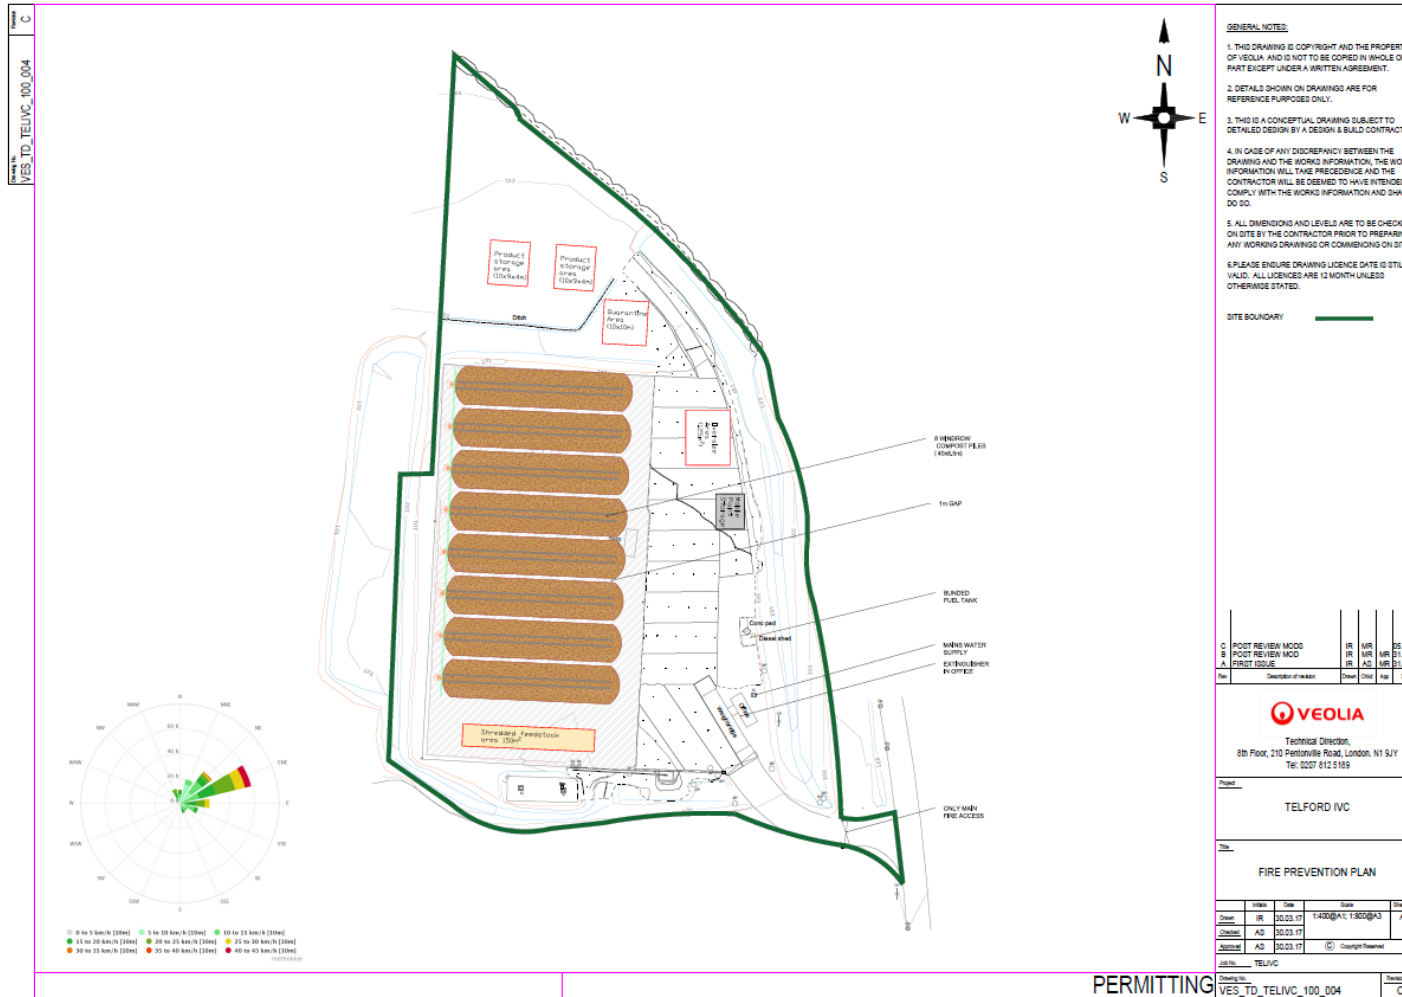 Revision
C
Drawing No.
VES_TD_TELIVC_100_004
N
W
E
S
GENERAL NOTES:
1. THIS DRAWING IS COPYRIGHT AND THE PROPERT
OF VEOLIA AND IS NOT TO BE COPIED IN WHOLE O
PART EXCEPT UNDER A WRITTEN AGREEMENT.
2. DETAILS SHOWN ON DRAWINGS ARE FOR
REFERENCE PURPOSES ONLY.
3. THIS IS A CONCEPTUAL DRAWING SUBJECT TO
DETAILED DESIGN BY A DESIGN & BUILD CONTRACT
4. IN CASE OF ANY DISCREPANCY BETWEEN THE
DRAWING AND THE WORKS INFORMATION, THE WO
INFORMATION WILL TAKE PRECEDENCE AND THE
CONTRACTOR WILL BE DEEMED TO HAVE INTENDE
COMPLY WITH THE WORKS INFORMATION AND SHA
DO SO.
5. ALL DIMENSIONS AND LEVELS ARE TO BE CHECK
ON SITE BY THE CONTRACTOR PRIOR TO PREPARI
ANY WORKING DRAWINGS OR COMMENCING ON SI
6.PLEASE ENSURE DRAWING LICENCE DATE IS STIL
VALID. ALL LICENCES ARE 12 MONTH UNLESS
OTHERWISE STATED.
SITE BOUNDARY
Product
storage
area
(10x9x4m)
Product
storage
area
(10x9x4m)
Quarantine
Area
(10x10m)
Ditch
103
101
102
Mobile
Plant
Storage
8 WINDROW
COMPOST PILES
(40x6.5m)
1m GAP
BUNDED
FUEL TANK
MAINS WATER
SUPPLY
EXTINGUISHER
IN OFFICE
ONLY MAIN
FIRE ACCESS
Conc pad
Diesel shed
Office
Weighbridge
Shredded feedstock
area 150m²
N
NNE
NE
ENE
E
ESE
SE
SSE
S
SSW
SW
WSW
W
WNW
NW
NNW
0 to 5 km/h [10m]
5 to 10 km/h [10m]
10 to 15 km/h [10m]
15 to 20 km/h [10m]
20 to 25 km/h [10m]
25 to 30 km/h [10m]
30 to 35 km/h [10m]
35 to 40 km/h [10m]
40 to 45 km/h [10m]
meteoblue
C POST REVIEW MODS IR MR
B POST REVIEW MOD IR MR MR
A FIRST ISSUE IR AS MR
Rev Description of revision Drawn Chkd App
VEOLIA
Technical Direction,
8th Floor, 210 Pentonville Road, London. N1 9JY
Tel: 0207 812 5189
Project
TELFORD IVC
Title
FIRE PREVENTION PLAN
Initials Date Scale
Drawn IR 30.03.17 1:400@A1; 1:800@A3
Checked AS 30.03.17
Approved AS 30.03.17 © Copyright Reserved
Job No. TELIVC
Drawing No.
VES_TD_TELIVC_100_004
PERMITTING